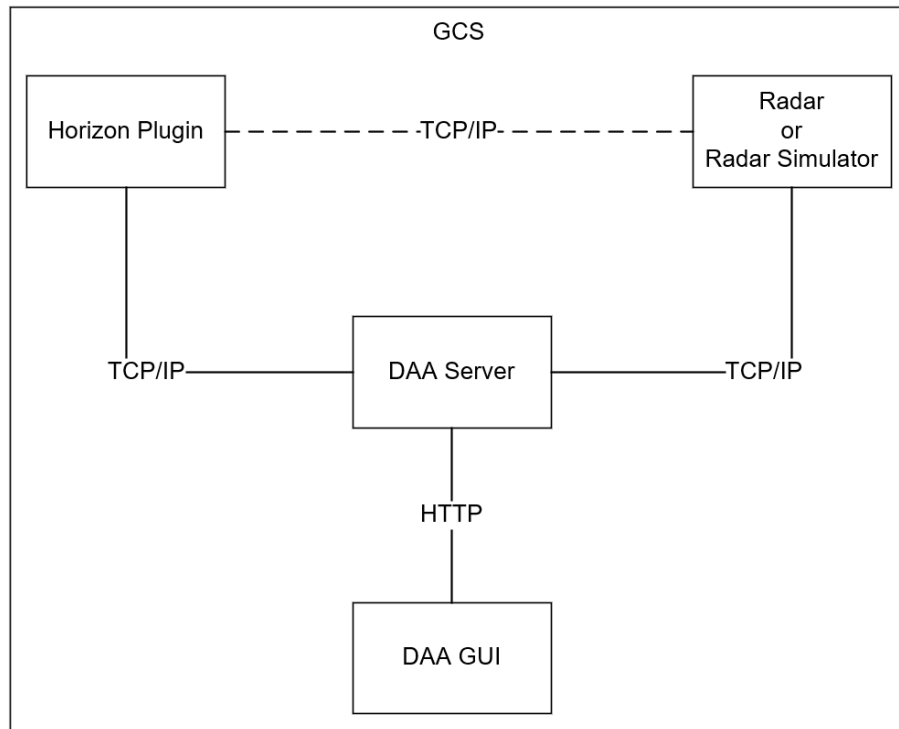 GCS
Horizon Plugin
TCP/IP
Radar
or
Radar Simulator
TCP/IP
DAA Server
TCP/IP
HTTP
DAA GUI